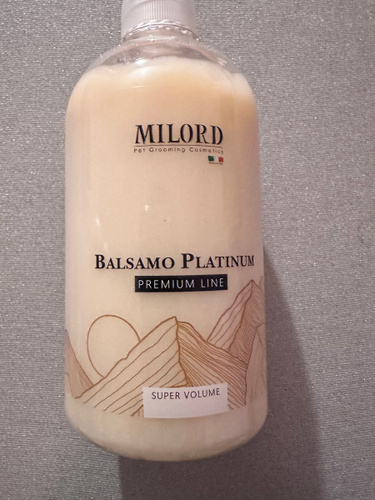 MILORD
Pet Grooming Cosmetics
BALSAMO PLATINUM
PREMIUM LINE
SUPER VOLUME